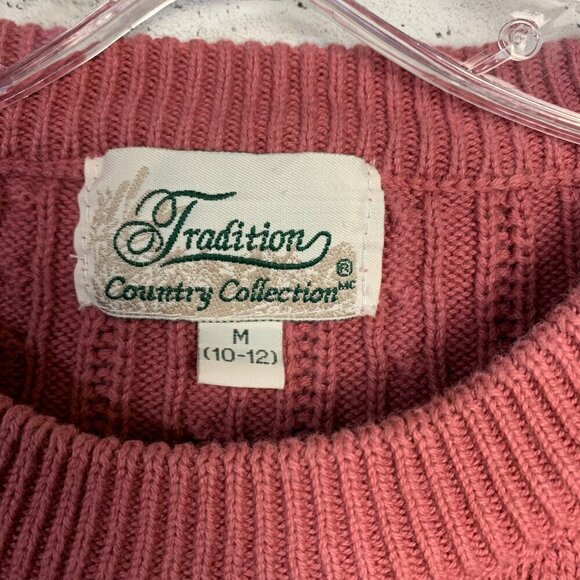 Tradition
®
Country Collection MC
M
(10-12)